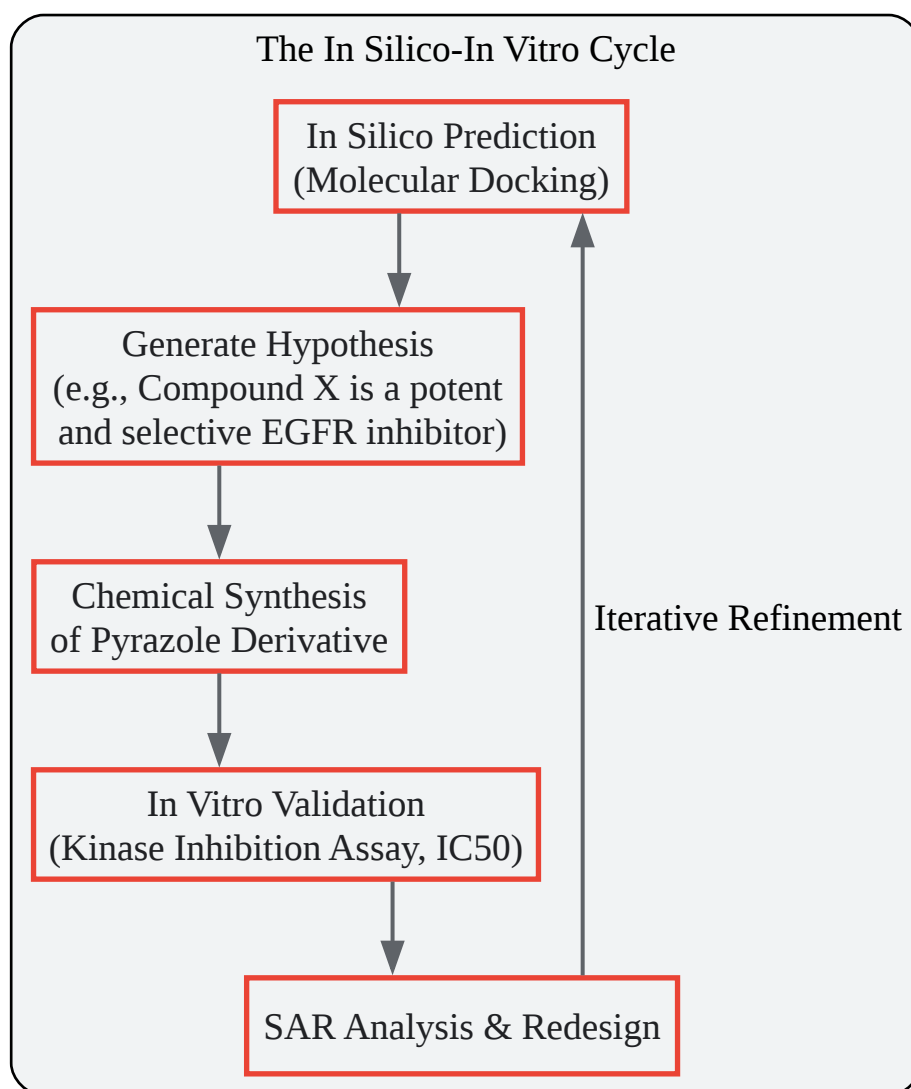 The In Silico-In Vitro Cycle
In Silico Prediction
(Molecular Docking)
Generate Hypothesis
(e.g., Compound X is a potent
and selective EGFR inhibitor)
Chemical Synthesis
of Pyrazole Derivative
Iterative Refinement
In Vitro Validation
(Kinase Inhibition Assay, IC50)
SAR Analysis & Redesign